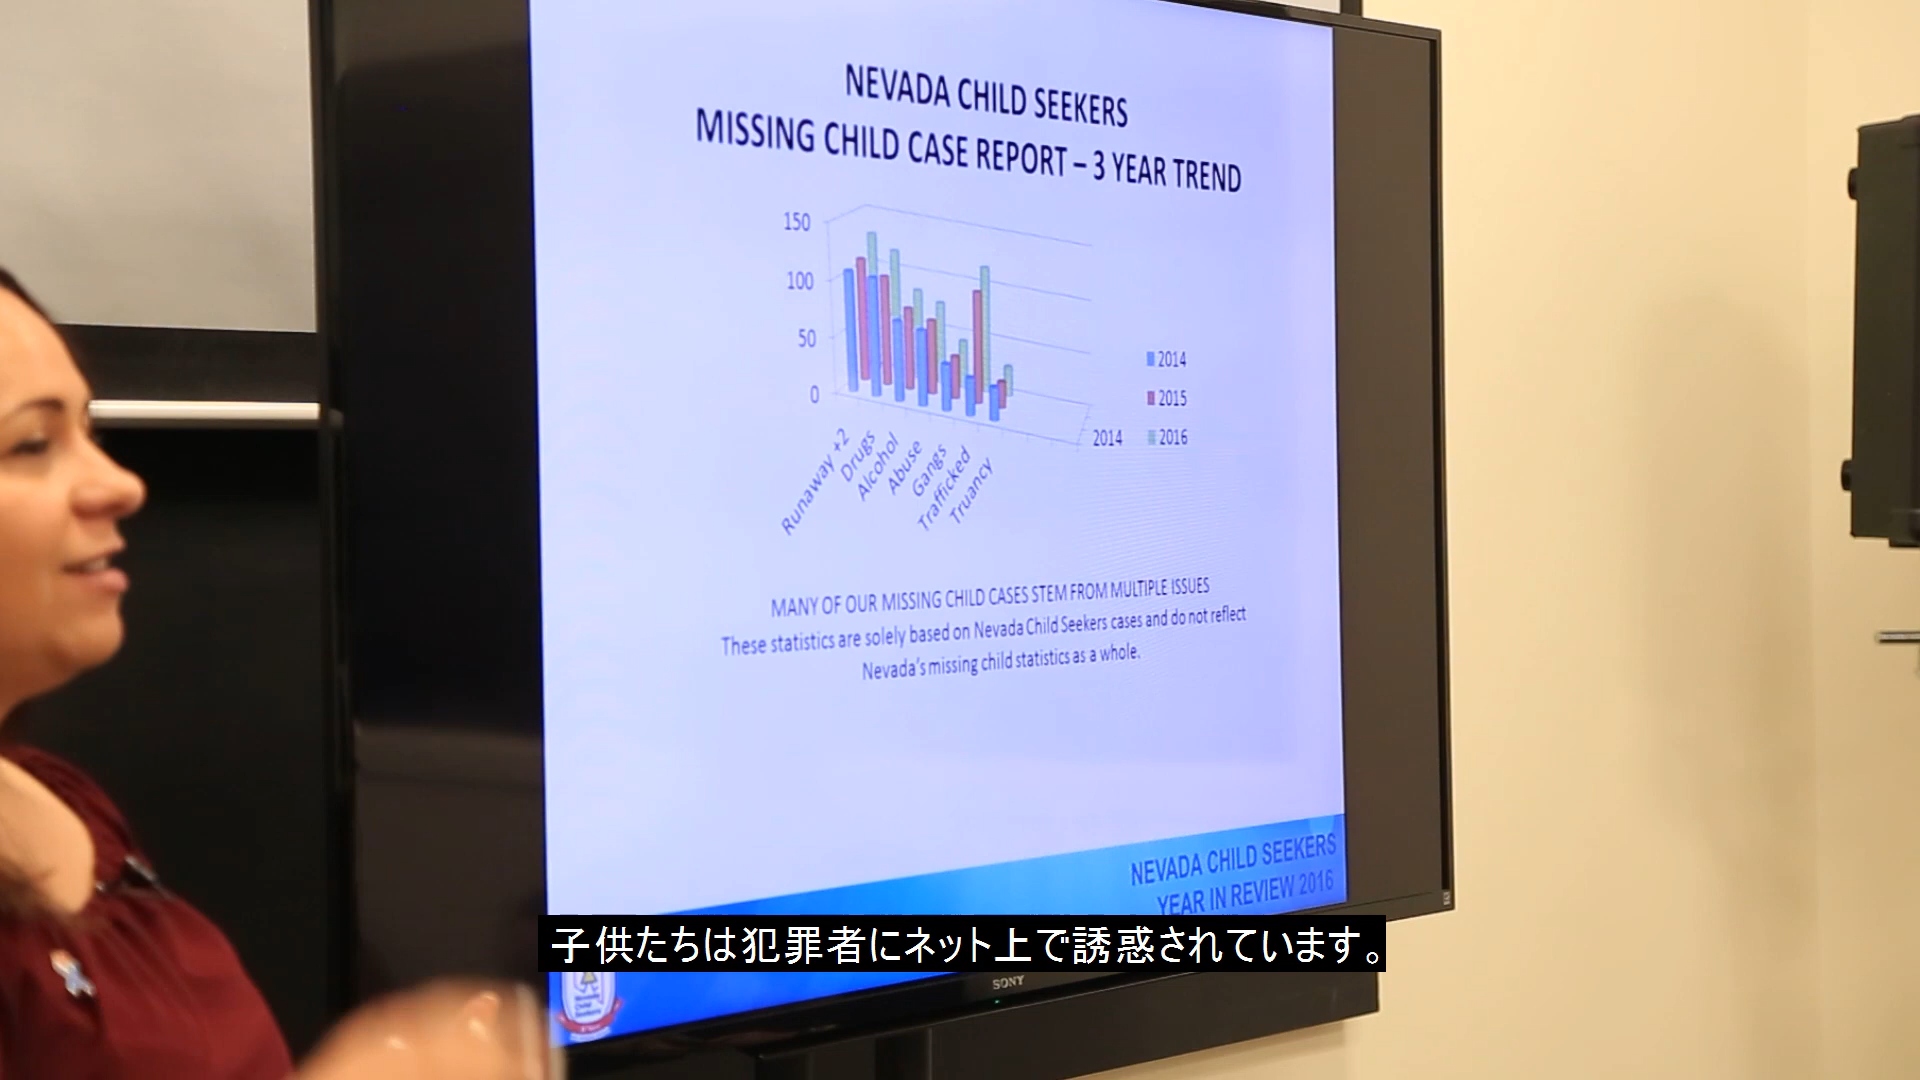 NEVADA CHILD SEEKERS
MISSING CHILD CASE REPORT – 3 YEAR TREND
150
100
50
0
Runaway +2
Drugs
Alcohol
Abuse
Gangs
Trafficked
Truancy
2014
2014
2015
2016
MANY OF OUR MISSING CHILD CASES STEM FROM MULTIPLE ISSUES
These statistics are solely based on Nevada Child Seekers cases and do not reflect
Nevada's missing child statistics as a whole.
NEVADA CHILD SEEKERS
YEAR IN REVIEW 2016
子供たちは犯罪者にネット上で誘惑されています。
Nevada
Child
Seekers
SONY